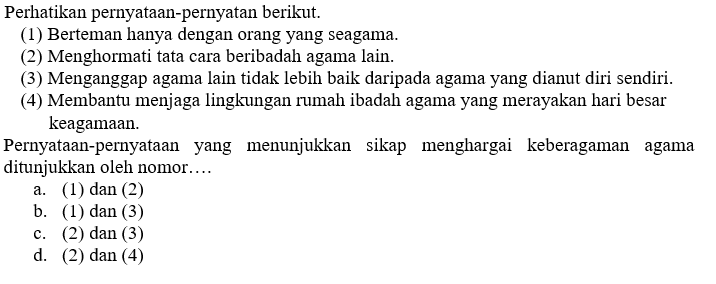 Perhatikan pernyataan-pernyatan berikut.
(1) Berteman hanya dengan orang yang seagama.
(2) Menghormati tata cara beribadah agama lain.
(3) Menganggap agama lain tidak lebih baik daripada agama yang dianut diri sendiri.
(4) Membantu menjaga lingkungan rumah ibadah agama yang merayakan hari besar
keagamaan.
Pernyataan-pernyataan yang menunjukkan sikap menghargai keberagaman agama
ditunjukkan oleh nomor….
a. (1) dan (2)
b. (1) dan (3)
c. (2) dan (3)
d. (2) dan (4)